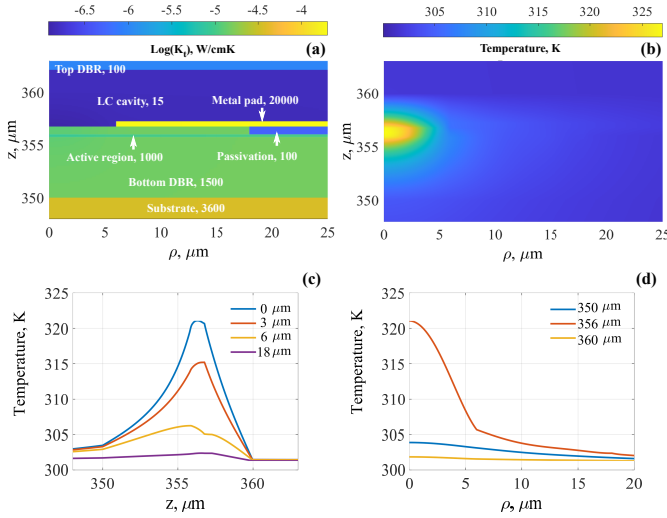 -6.5 -6 -5.5 -5 -4.5 -4
Log(K_t), W/cmK (a)
Top DBR, 100
LC cavity, 15 Metal pad, 20000
Active region, 1000 Passivation, 100
Bottom DBR, 1500
Substrate, 3600
360
355
350
z, μm
0 5 10 15 20 25
ρ, μm
305 310 315 320 325
Temperature, K (b)
360
355
350
z, μm
0 5 10 15 20 25
ρ, μm
(c)
325
320
315
310
305
300
Temperature, K
0 μm
3 μm
6 μm
18 μm
350 355 360
z, μm
(d)
325
320
315
310
305
300
Temperature, K
350 μm
356 μm
360 μm
0 5 10 15 20
ρ, μm